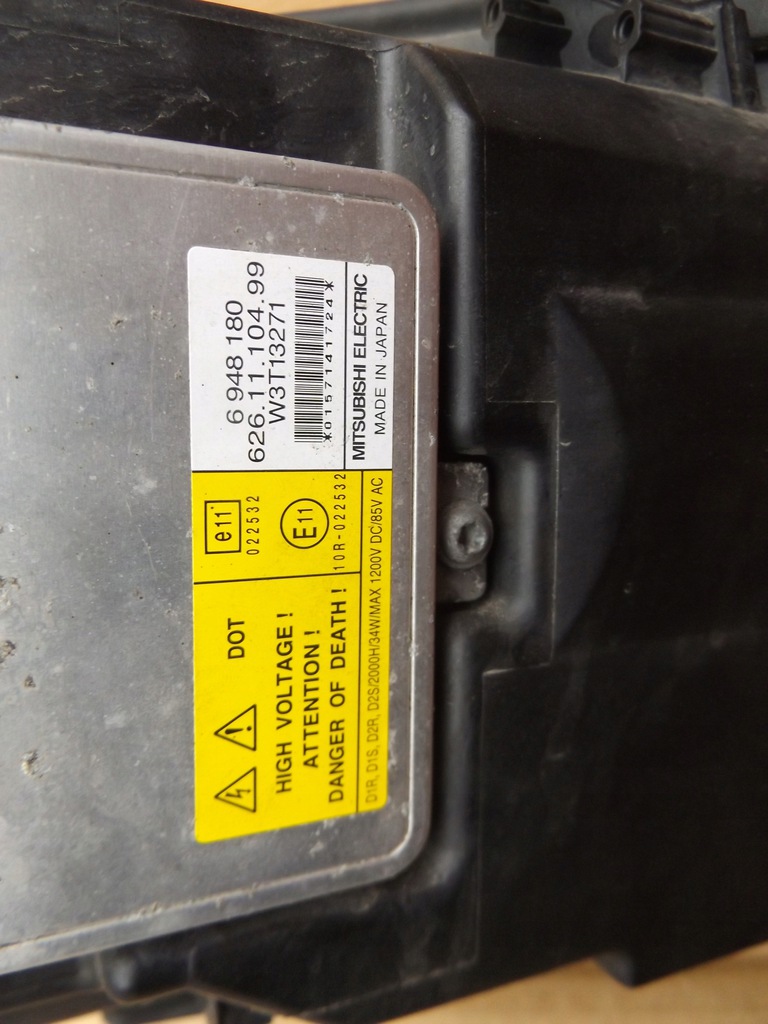 DOT
HIGH VOLTAGE !
ATTENTION !
DANGER OF DEATH !
D1R, D1S, D2R, D2S/2000H/34W/MAX 1200V DC/85V AC
e11
022532
E11
10R-022532
6 948 180
626.11.104.99
W3T13271
*015714141724*
MITSUBISHI ELECTRIC
MADE IN JAPAN